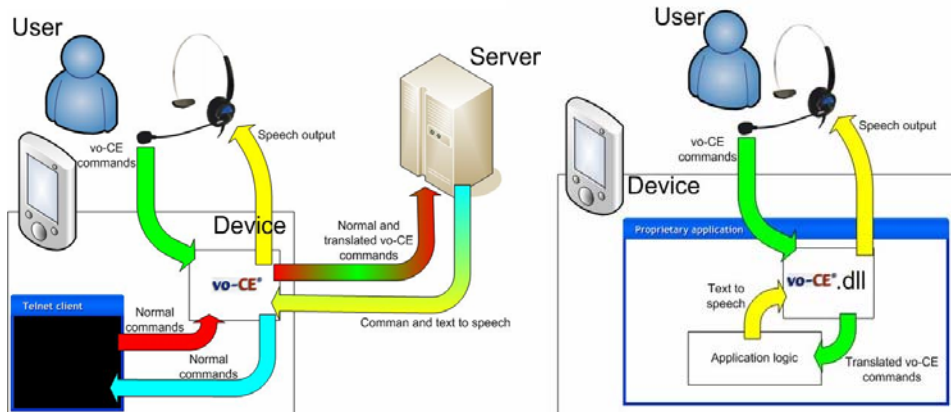 User
Server
Speech output
vo-CE
commands
Device
Normal and
translated vo-CE
commands
vo-CE®
Telnet client
Normal
commands
Comman and text to speech
Normal
commands
User
Speech output
vo-CE
commands
Device
Proprietary application
vo-CE®.dll
Text to
speech
Application logic
Translated vo-CE
commands